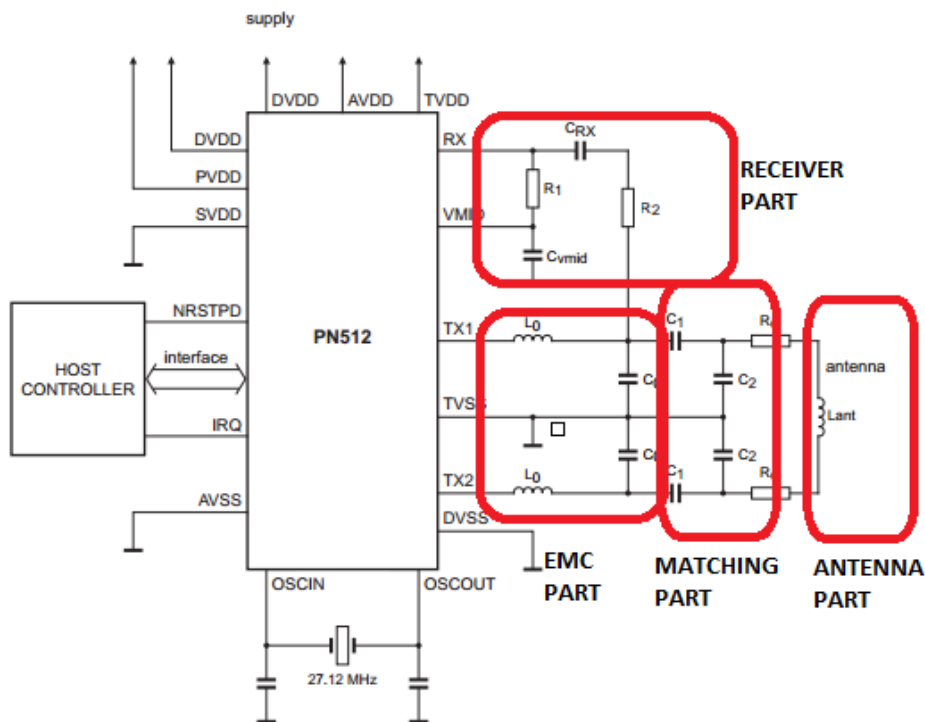 supply
DVDD
AVDD
TVDD
DVDD
PVDD
SVDD
RX
CRX
R1
R2
VMID
Cvmid
RECEIVER
PART
NRSTPD
interface
IRQ
HOST
CONTROLLER
PN512
TX1
L0
C1
C2
antenna
Lant
TVSS
C2
TX2
L0
C1
AVSS
DVSS
EMC
PART
MATCHING
PART
ANTENNA
PART
OSCIN
OSCOUT
27.12 MHz